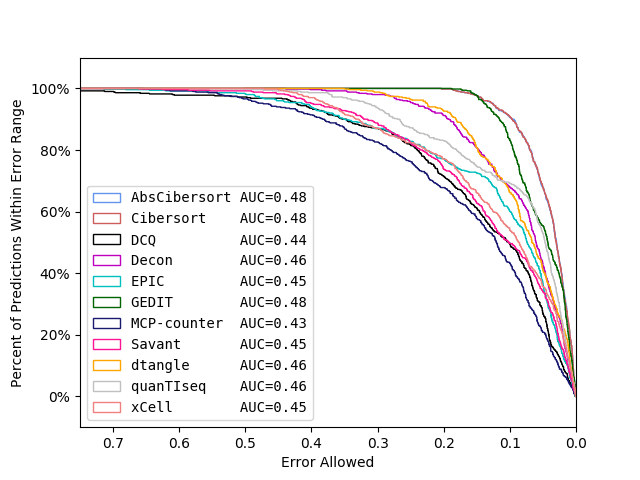 Percent of Predictions Within Error Range
100%
80%
60%
40%
20%
0%
AbsCibersort AUC=0.48
Cibersort AUC=0.48
DCQ AUC=0.44
Decon AUC=0.46
EPIC AUC=0.45
GEDIT AUC=0.48
MCP-counter AUC=0.43
Savant AUC=0.45
dtangle AUC=0.46
quanTIseq AUC=0.46
xCell AUC=0.45
0.7 0.6 0.5 0.4 0.3 0.2 0.1 0.0
Error Allowed